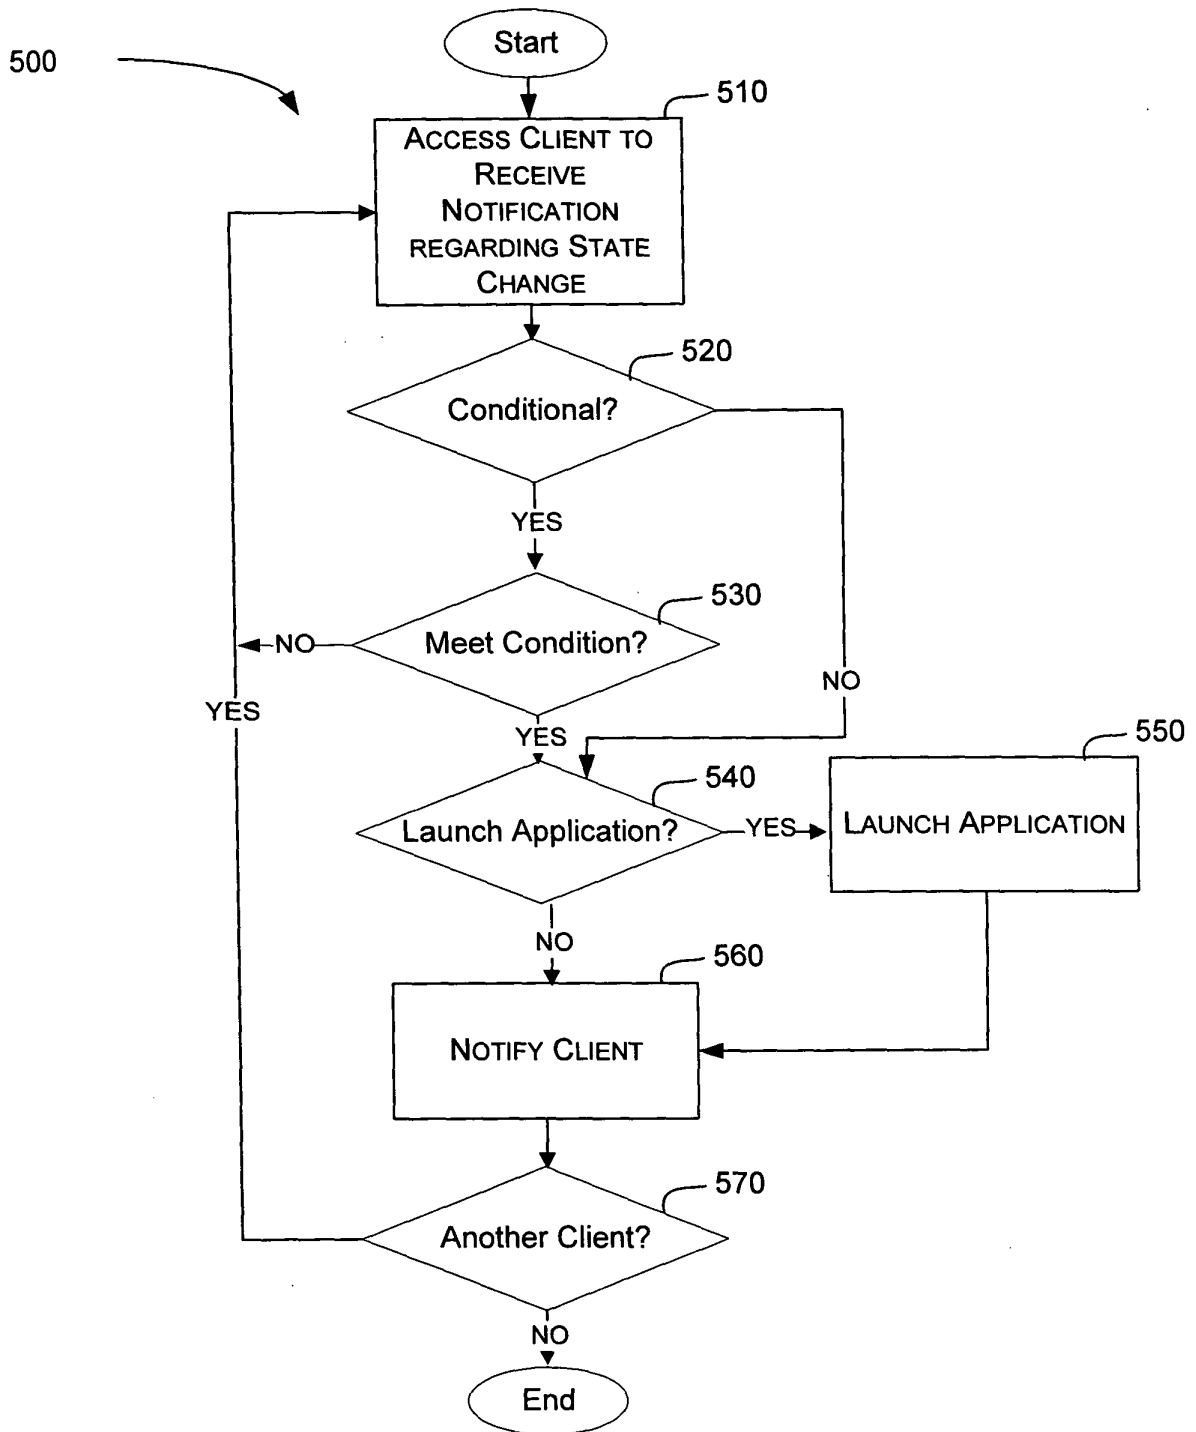 Start
500
510
ACCESS CLIENT TO
RECEIVE
NOTIFICATION
REGARDING STATE
CHANGE
520
Conditional?
YES
530
Meet Condition?
NO
NO
YES
YES
550
540
Launch Application?
YES
LAUNCH APPLICATION
NO
560
NOTIFY CLIENT
570
Another Client?
NO
End